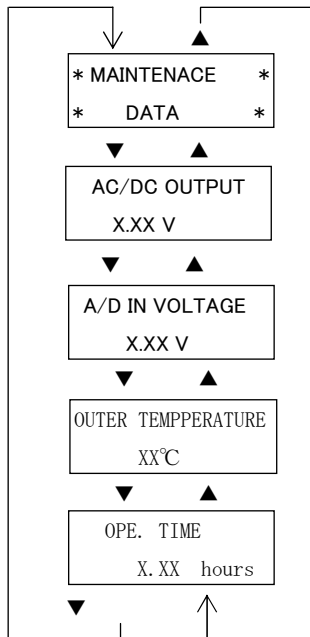 * MAINTENACE *
* DATA *
AC/DC OUTPUT
X.XX V
A/D IN VOLTAGE
X.XX V
OUTER TEMPPERATURE
XX℃
OPE. TIME
X.XX hours